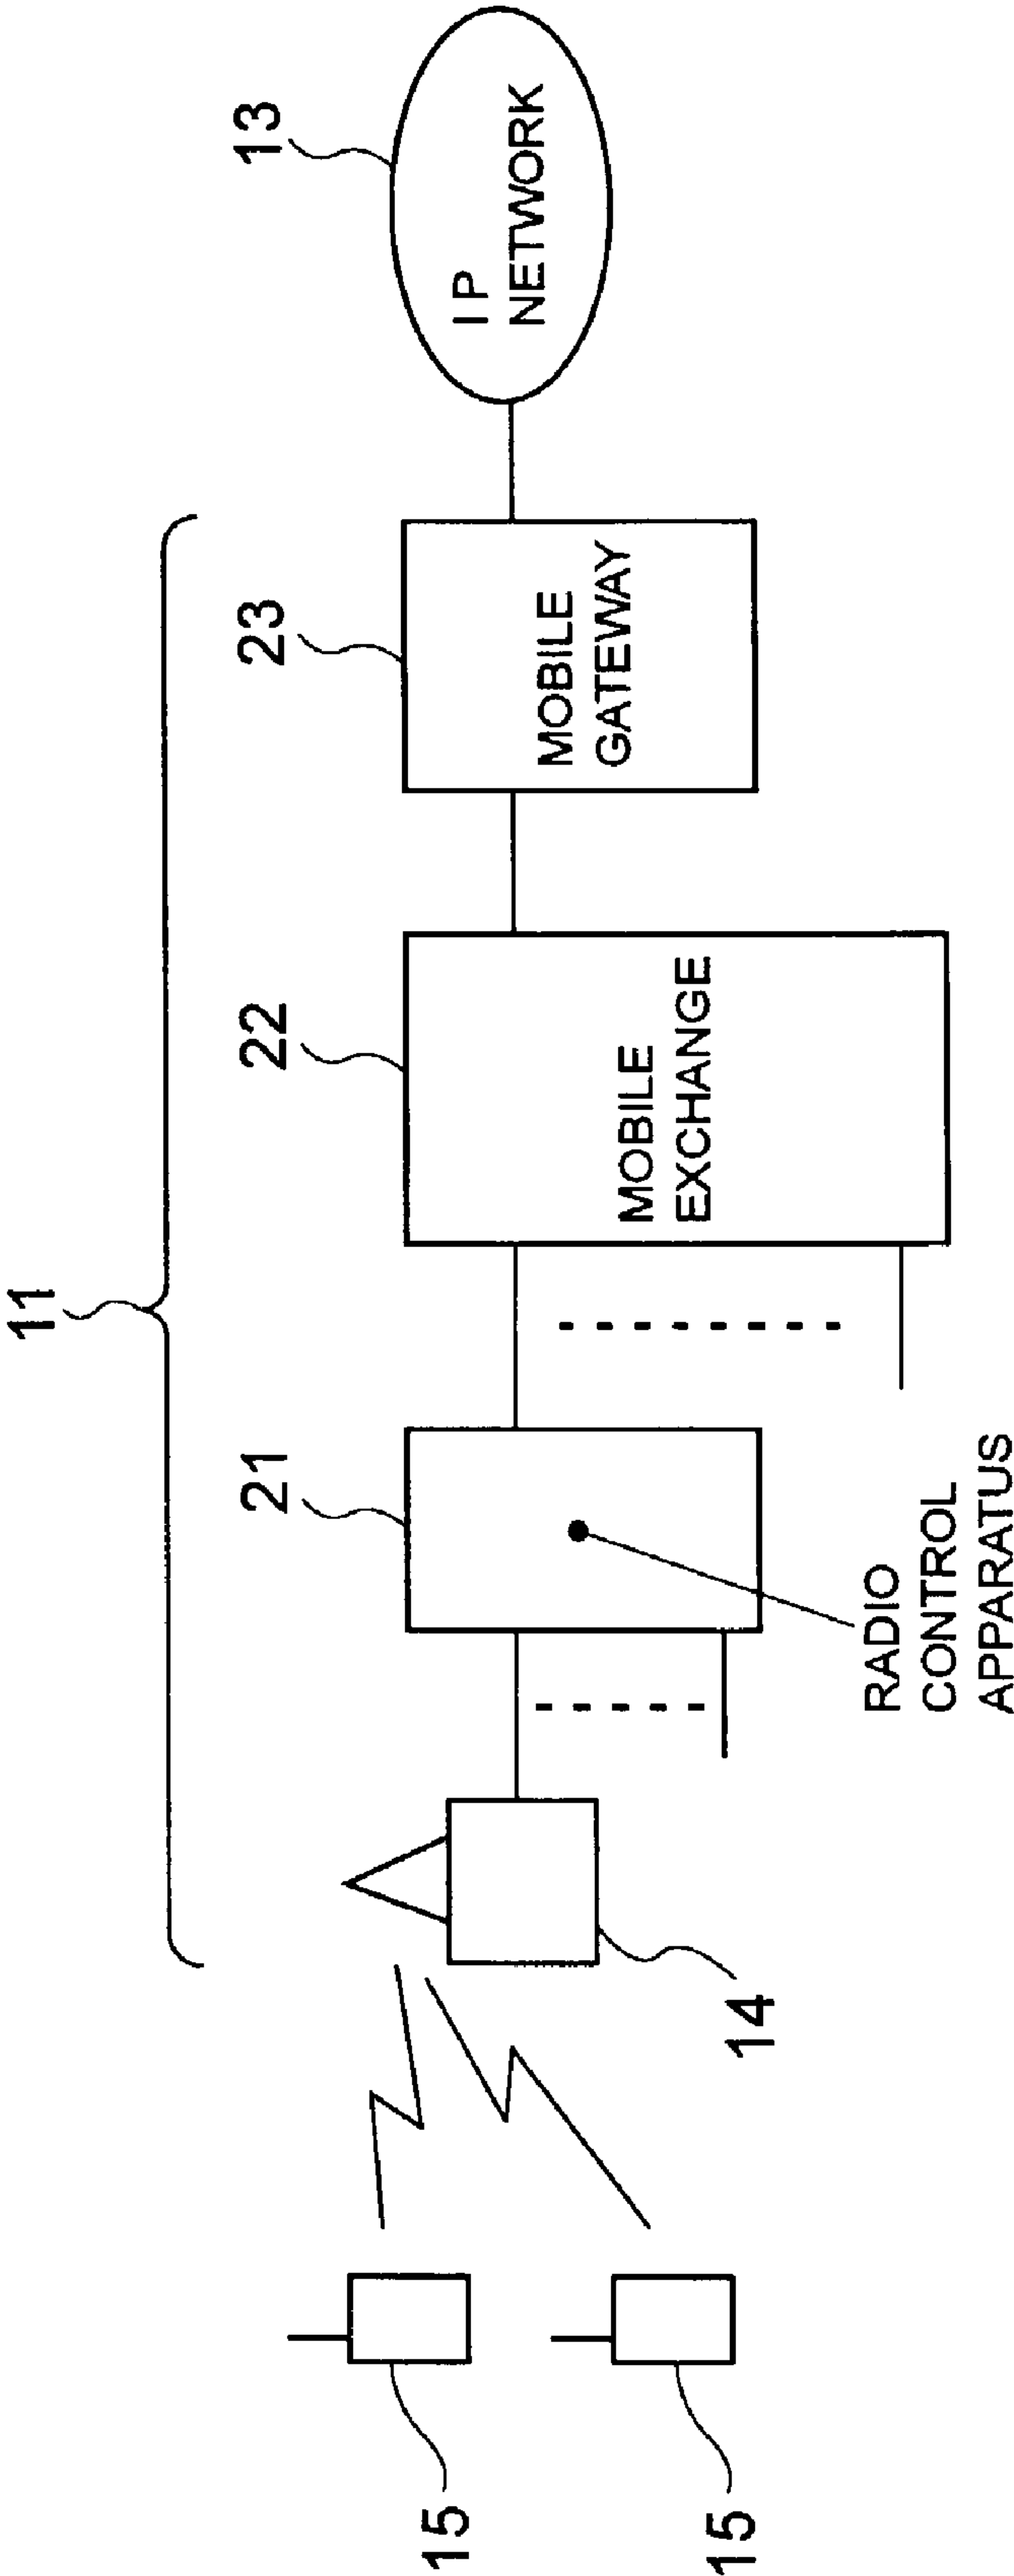 11
13
23
22
21
IP
NETWORK
MOBILE
GATEWAY
MOBILE
EXCHANGE
RADIO
CONTROL
APPARATUS
14
15
15